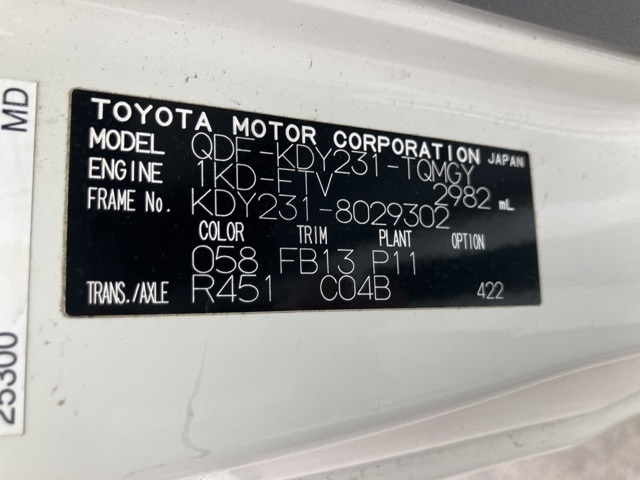 TOYOTA MOTOR CORPORATION JAPAN
MODEL QDF-KDY231-TQMGY
ENGINE 1KD-FTV 2982 mL
FRAME No. KDY231-8029302
COLOR TRIM PLANT OPTION
058 FB13 P11
TRANS./AXLE R451 C04B 422
MD
25300